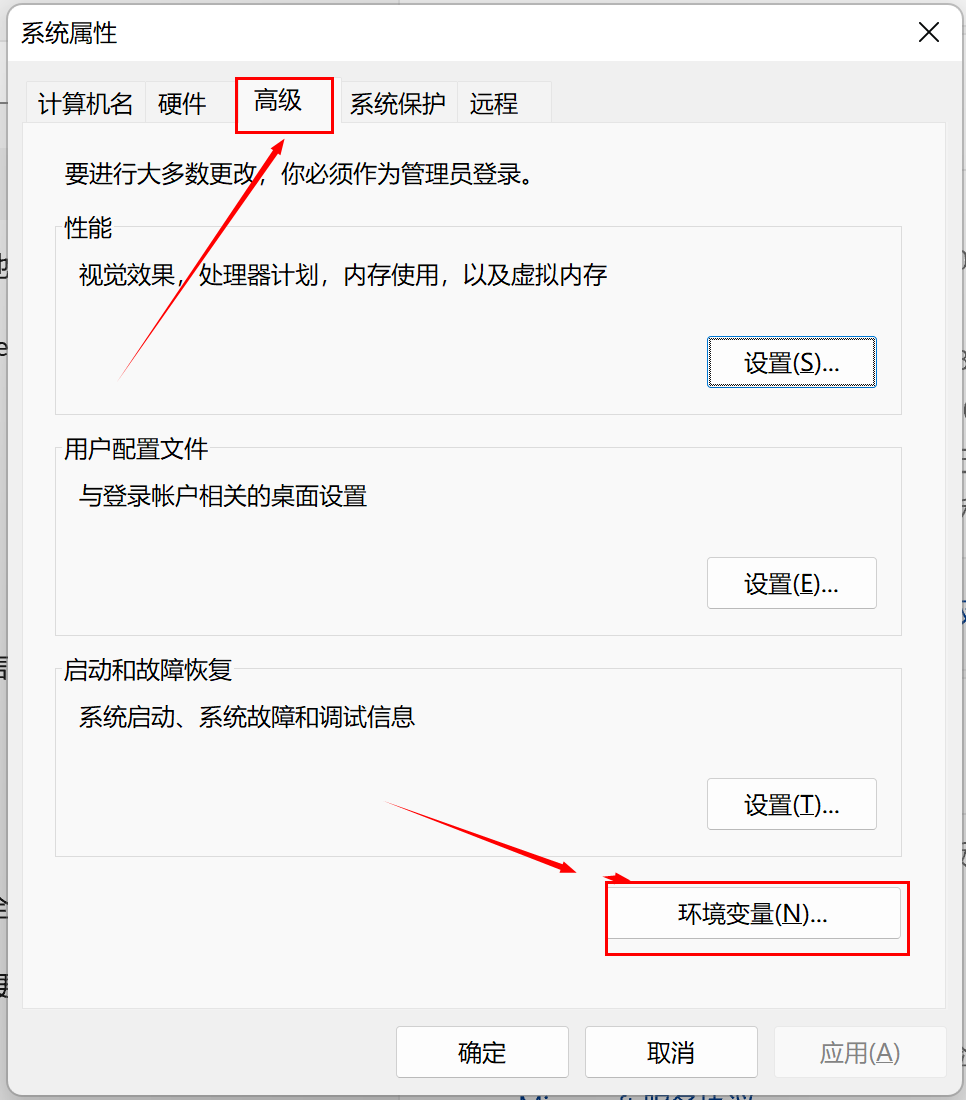 系统属性
计算机名 硬件 高级 系统保护 远程
要进行大多数更改，你必须作为管理员登录。
性能
视觉效果，处理器计划，内存使用，以及虚拟内存
设置(S)...
用户配置文件
与登录帐户相关的桌面设置
设置(E)...
启动和故障恢复
系统启动、系统故障和调试信息
设置(T)...
环境变量(N)...
确定 取消 应用(A)